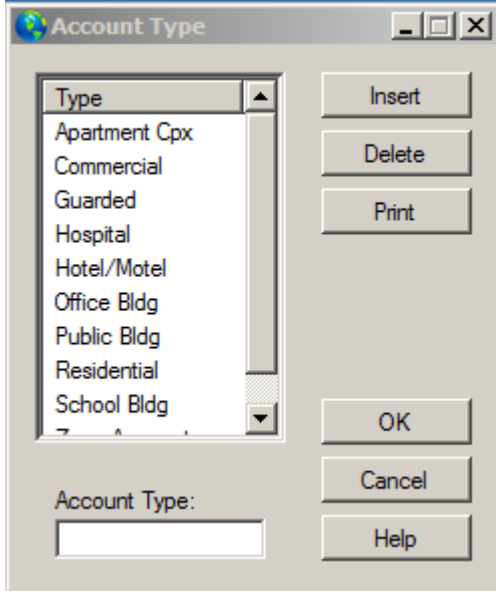 Account Type
Type
Apartment Cpx
Commercial
Guarded
Hospital
Hotel/Motel
Office Bldg
Public Bldg
Residential
School Bldg
Insert
Delete
Print
OK
Cancel
Help
Account Type: